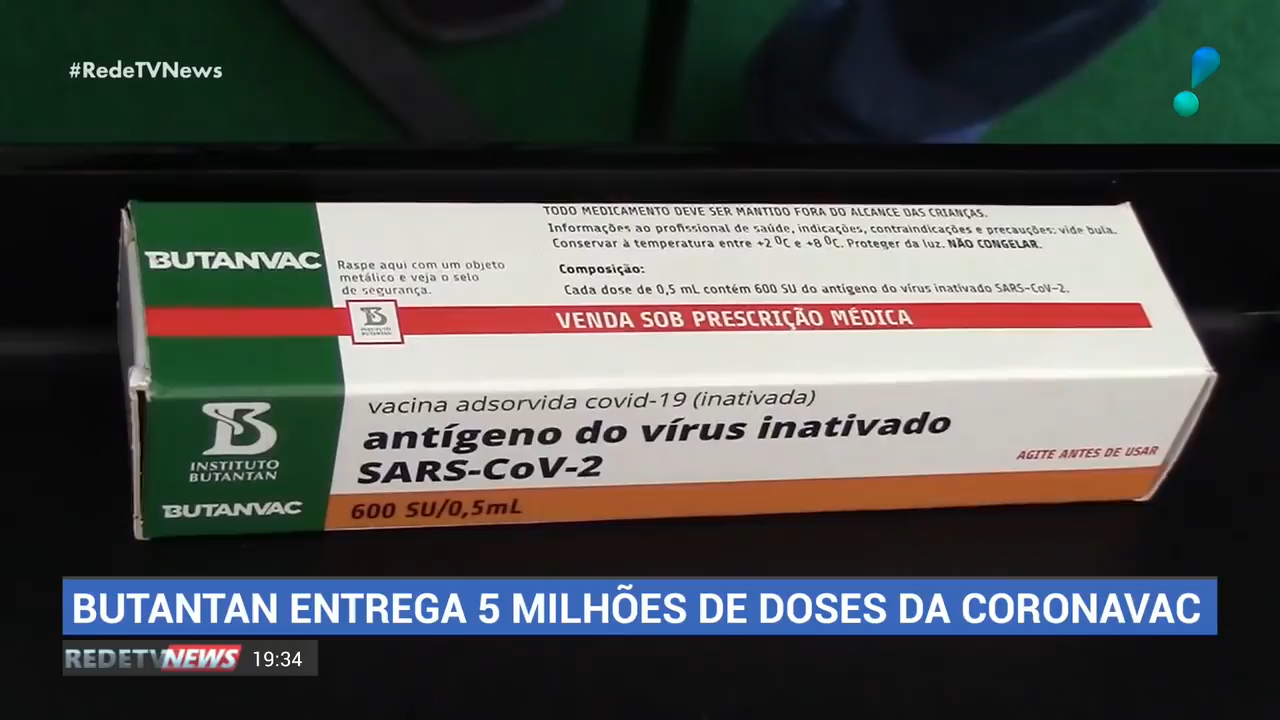 #RedeTVNews
TODO MEDICAMENTO DEVE SER MANTIDO FORA DO ALCANCE DAS CRIANÇAS.
Informações ao profissional de saúde, indicações, contraindicações e precauções: vide bula.
Conservar à temperatura entre +2 ºC e +8 ºC. Proteger da luz. NÃO CONGELAR.
BUTANVAC
Raspe aqui com um objeto
metálico e veja o selo
de segurança.
Composição:
Cada dose de 0,5 mL contém 600 SU do antígeno do vírus inativado SARS-CoV-2.
INSTITUTO
BUTANTAN
VENDA SOB PRESCRIÇÃO MÉDICA
vacina adsorvida covid-19 (inativada)
antígeno do vírus inativado
SARS-CoV-2
AGITE ANTES DE USAR
INSTITUTO
BUTANTAN
BUTANVAC
600 SU/0,5mL
BUTANTAN ENTREGA 5 MILHÕES DE DOSES DA CORONAVAC
REDETVNEWS 19:34